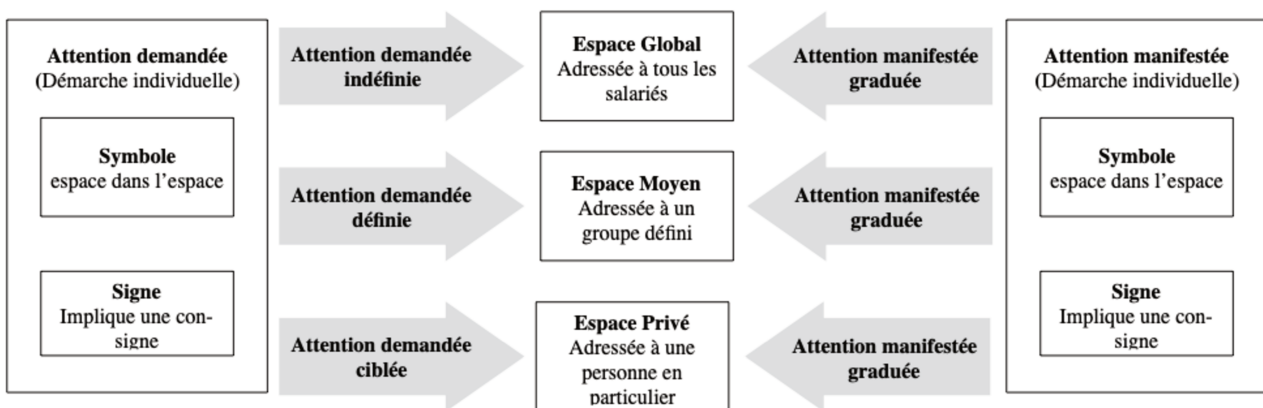 Attention demandée
(Démarche individuelle)
Symbole
espace dans l’espace
Signe
Implique une con-
signe
Attention demandée
indéfinie
Attention demandée
définie
Attention demandée
ciblée
Espace Global
Adressée à tous les
salariés
Espace Moyen
Adressée à un
groupe défini
Espace Privé
Adressée à une
personne en
particulier
Attention manifestée
graduée
Attention manifestée
graduée
Attention manifestée
graduée
Attention manifestée
(Démarche individuelle)
Symbole
espace dans l’espace
Signe
Implique une con-
signe